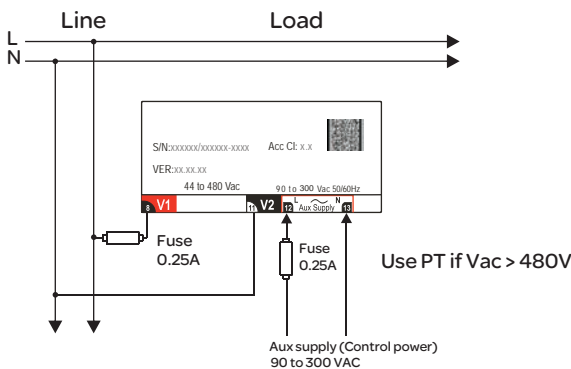 Line Load
L
N
S/N:xxxxxx/xxxxxx-xxxx Acc Cl: x.x
VER:xx.xx.xx
44 to 480 Vac 90 to 300 Vac 50/60Hz
8 V1 11 V2 12 L N 13
Aux Supply
Fuse
0.25A
Fuse
0.25A
Use PT if Vac > 480V
Aux supply (Control power)
90 to 300 VAC